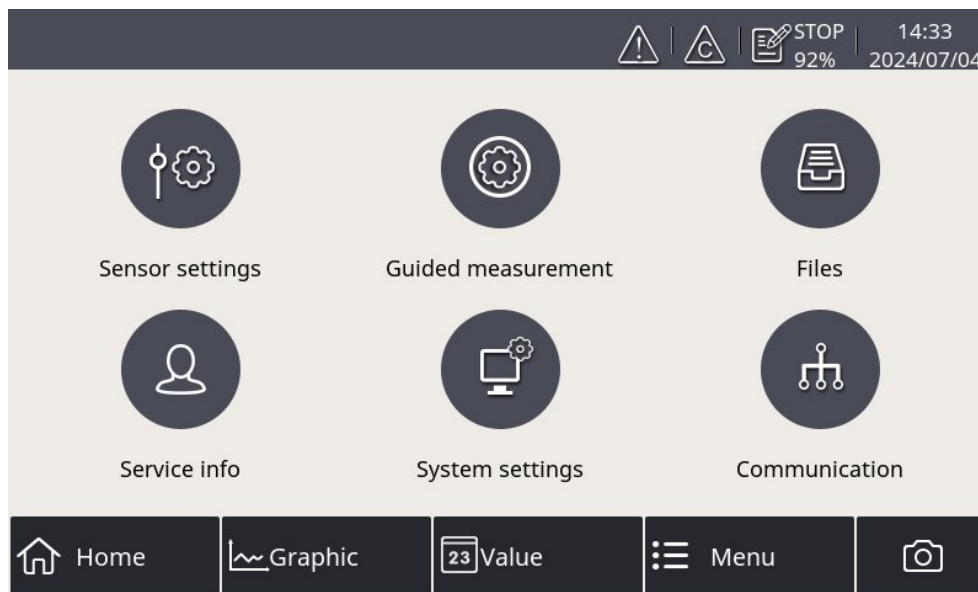 STOP 14:33
92% 2024/07/04
C
Sensor settings Guided measurement Files
Service info System settings Communication
Home Graphic 23 Value Menu